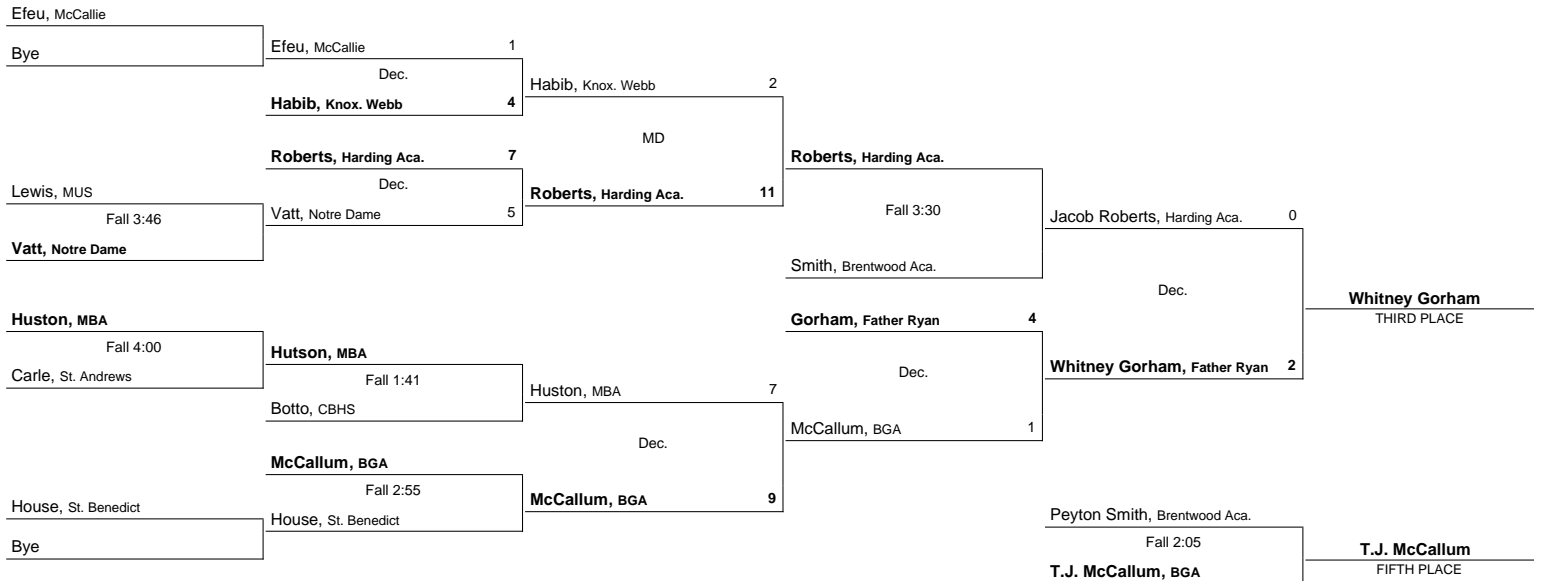 Efeu, McCallie
Bye
Efeu, McCallie 1
Dec.
Habib, Knox. Webb 4
Habib, Knox. Webb 2
MD
Roberts, Harding Aca. 11
Roberts, Harding Aca. 7
Dec.
Vatt, Notre Dame 5
Lewis, MUS
Fall 3:46
Vatt, Notre Dame
Roberts, Harding Aca.
Fall 3:30
Smith, Brentwood Aca.
Jacob Roberts, Harding Aca. 0
Dec.
Whitney Gorham, Father Ryan 2
Whitney Gorham
THIRD PLACE
Gorham, Father Ryan 4
Dec.
McCallum, BGA 1
Huston, MBA
Fall 4:00
Carle, St. Andrews
Hutson, MBA
Fall 1:41
Botto, CBHS
Huston, MBA 7
Dec.
McCallum, BGA 9
McCallum, BGA
Fall 2:55
House, St. Benedict
House, St. Benedict
Bye
Peyton Smith, Brentwood Aca.
Fall 2:05
T.J. McCallum, BGA
T.J. McCallum
FIFTH PLACE